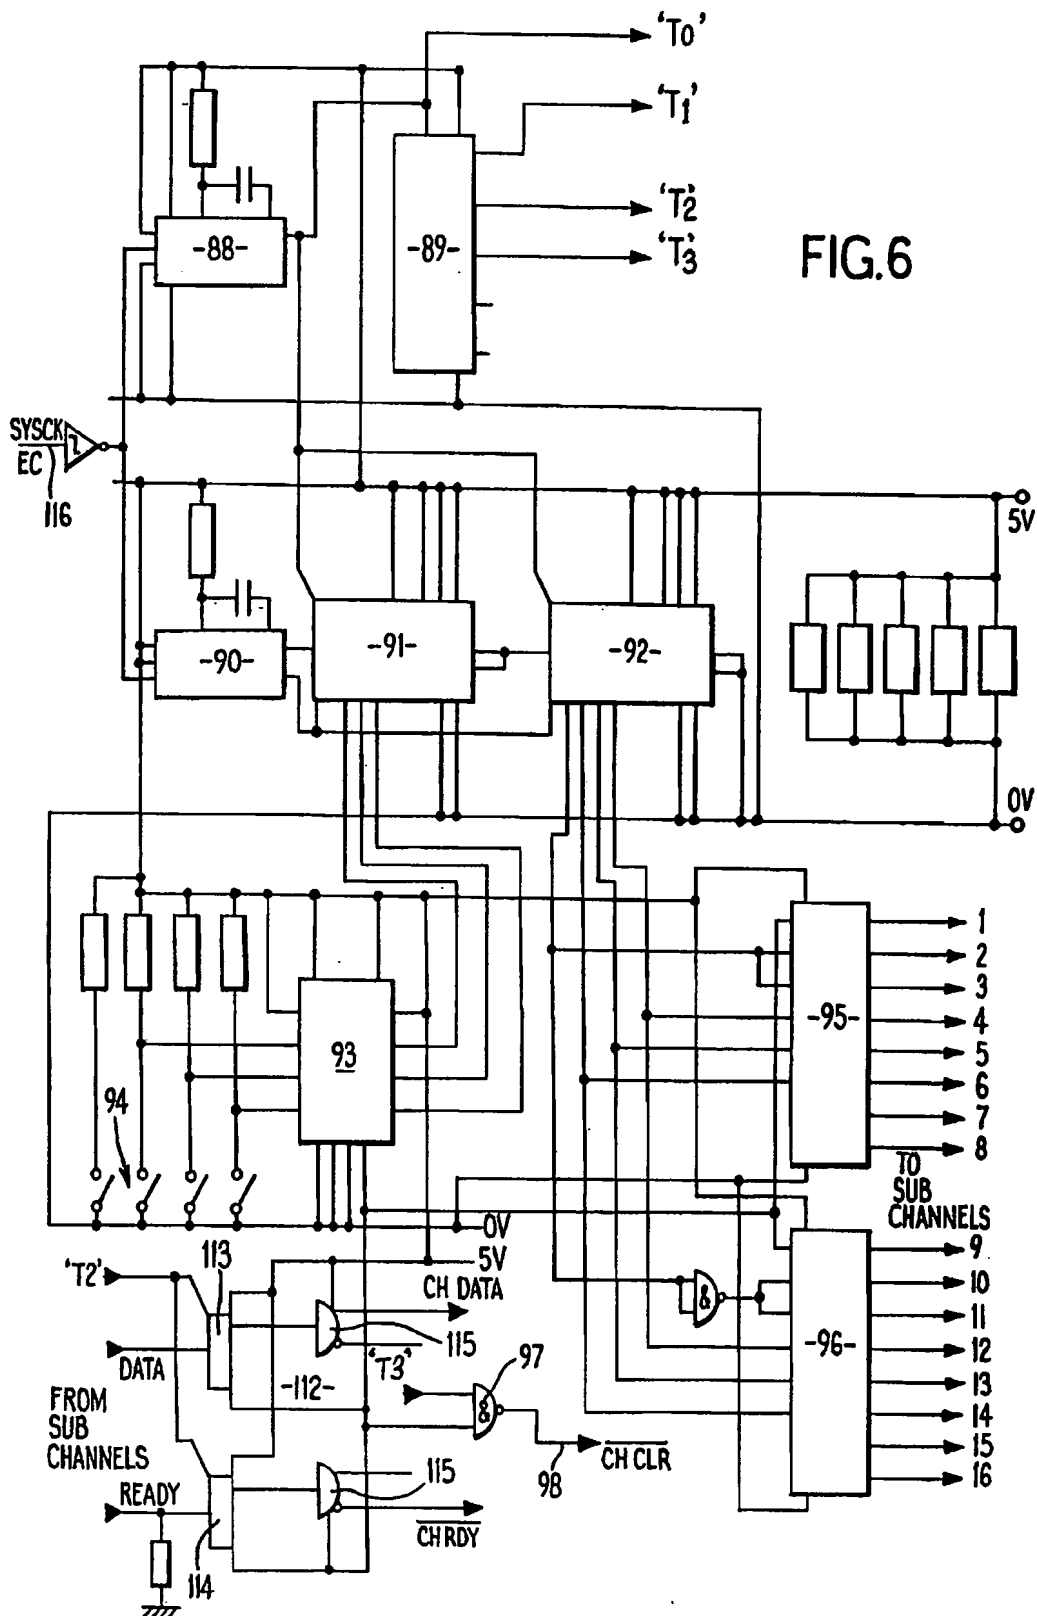 'T0'
'T1'
-88-
'T2'
-89-
'T3'
FIG.6
SYSCK
EC
116
5V
-91-
-92-
-90-
0V
1
2
3
-95-
4
93
5
94
6
7
8
TO
SUB
CHANNELS
0V
5V
113
'T2'
CH DATA
9
10
&
11
115
-96-
12
DATA
'T3'
97
-112-
13
FROM
SUB
CHANNELS
&
14
CH CLR
15
115
98
16
READY
CH RDY
114